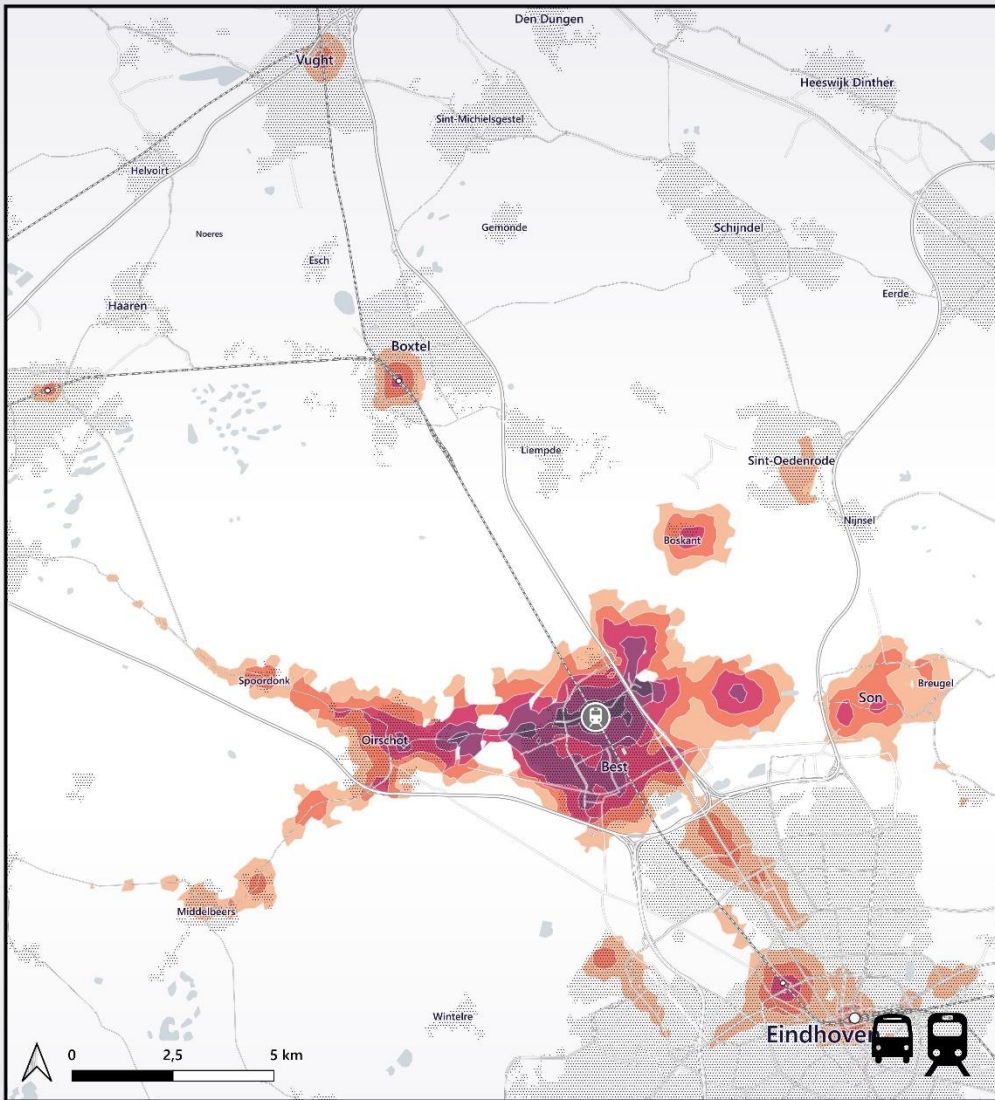 Den Dungen
Vught
Heeswijk Dinther
Sint-Michielsgestel
Helvoirt
Gemonde
Schijndel
Noeres
Esch
Eerde
Haaren
Boxtel
Liempde
Sint-Oedenrode
Nijnsel
Boskant
Spoordonk
Son
Breugel
Oirschot
Best
Middelbeers
Wintelre
Eindhoven
0 2,5 5 km